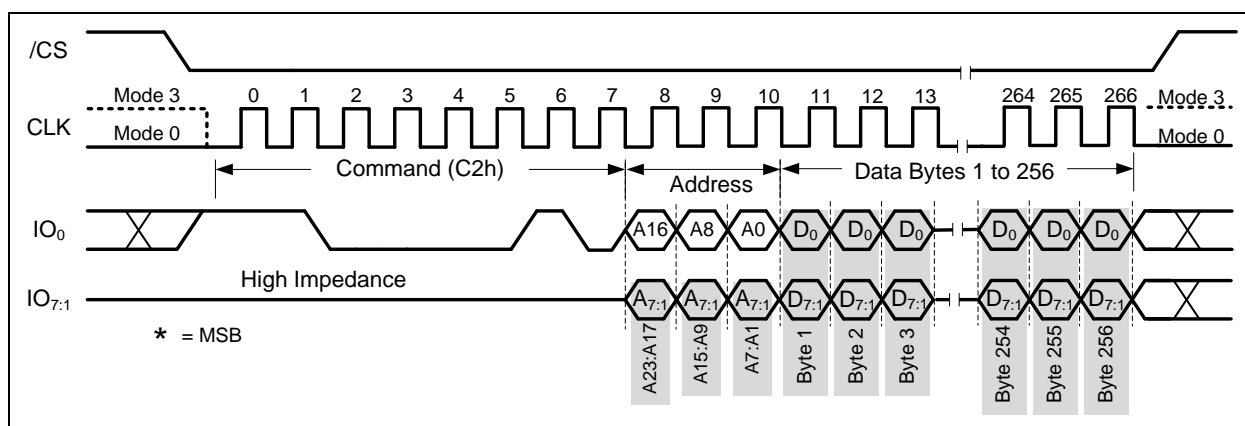 /CS
Mode 3 0 1 2 3 4 5 6 7 8 9 10 11 12 13 264 265 266 Mode 3
CLK Mode 0 Mode 0
Command (C2h) Address Data Bytes 1 to 256
IO0 A16 A8 A0 D0 D0 D0 D0 D0 D0
High Impedance
IO7:1 A7:1 A7:1 A7:1 D7:1 D7:1 D7:1 D7:1 D7:1 D7:1
* = MSB
A23:A17 A15:A9 A7:A1 Byte 1 Byte 2 Byte 3 Byte 254 Byte 255 Byte 256